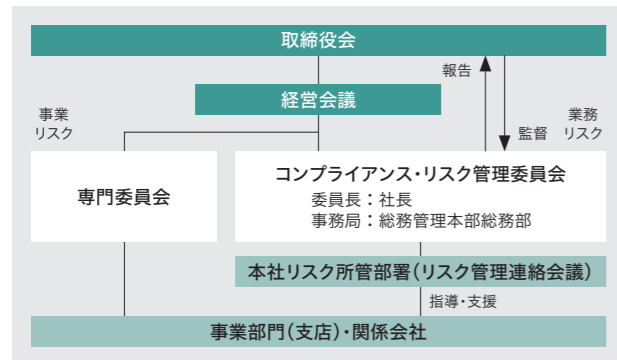 取締役会
報告
経営会議
事業
リスク
業務
リスク
監督
専門委員会
コンプライアンス・リスク管理委員会
委員長：社長
事務局：総務管理本部総務部
本社リスク所管部署（リスク管理連絡会議）
指導・支援
事業部門（支店）・関係会社